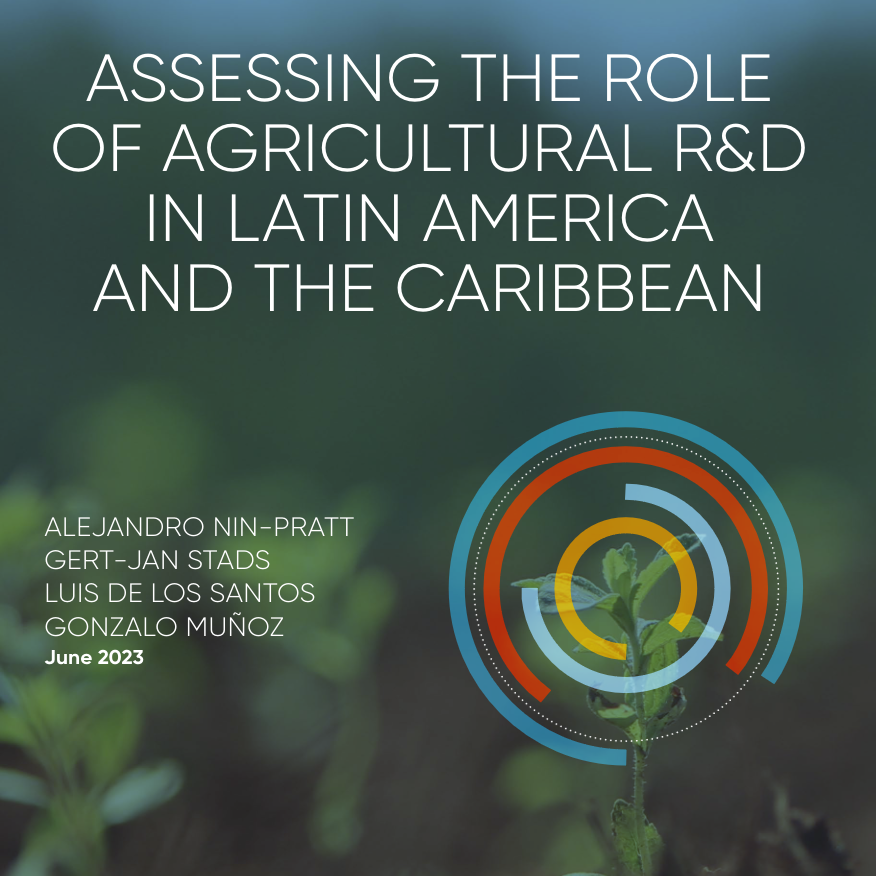 ASSESSING THE ROLE
OF AGRICULTURAL R&D
IN LATIN AMERICA
AND THE CARIBBEAN
ALEJANDRO NIN-PRATT
GERT-JAN STADS
LUIS DE LOS SANTOS
GONZALO MUÑOZ
June 2023